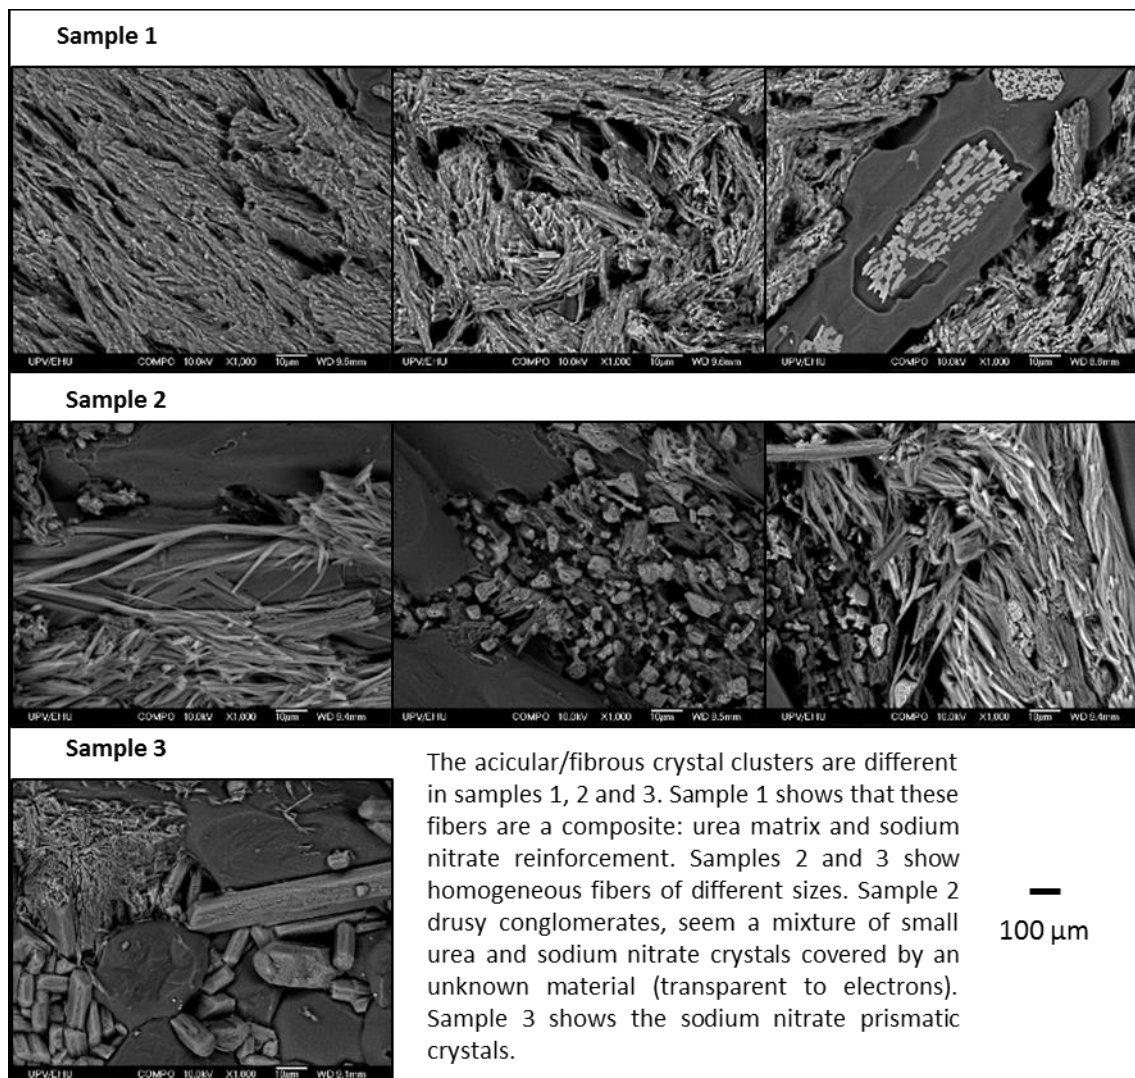 Sample 1
UPV/EHU COMPO 10.0kV X1,000 10µm WD 9.6mm
UPV/EHU COMPO 10.0kV X1,000 10µm WD 9.6mm
UPV/EHU COMPO 10.0kV X1,000 10µm
Sample 2
UPV/EHU COMPO 10.0kV X1,000 10µm WD 9.4mm
UPV/EHU COMPO 10.0kV X1,000 10µm WD 9.5mm
UPV/EHU COMPO 10.0kV X1,000 10µm WD 9.4mm
Sample 3
UPV/EHU COMPO 10.0kV X1,000 10µm WD 9.1mm
The acicular/fibrous crystal clusters are different
in samples 1, 2 and 3. Sample 1 shows that these
fibers are a composite: urea matrix and sodium
nitrate reinforcement. Samples 2 and 3 show
homogeneous fibers of different sizes. Sample 2
drusy conglomerates, seem a mixture of small
urea and sodium nitrate crystals covered by an
unknown material (transparent to electrons).
Sample 3 shows the sodium nitrate prismatic
crystals.
100 µm